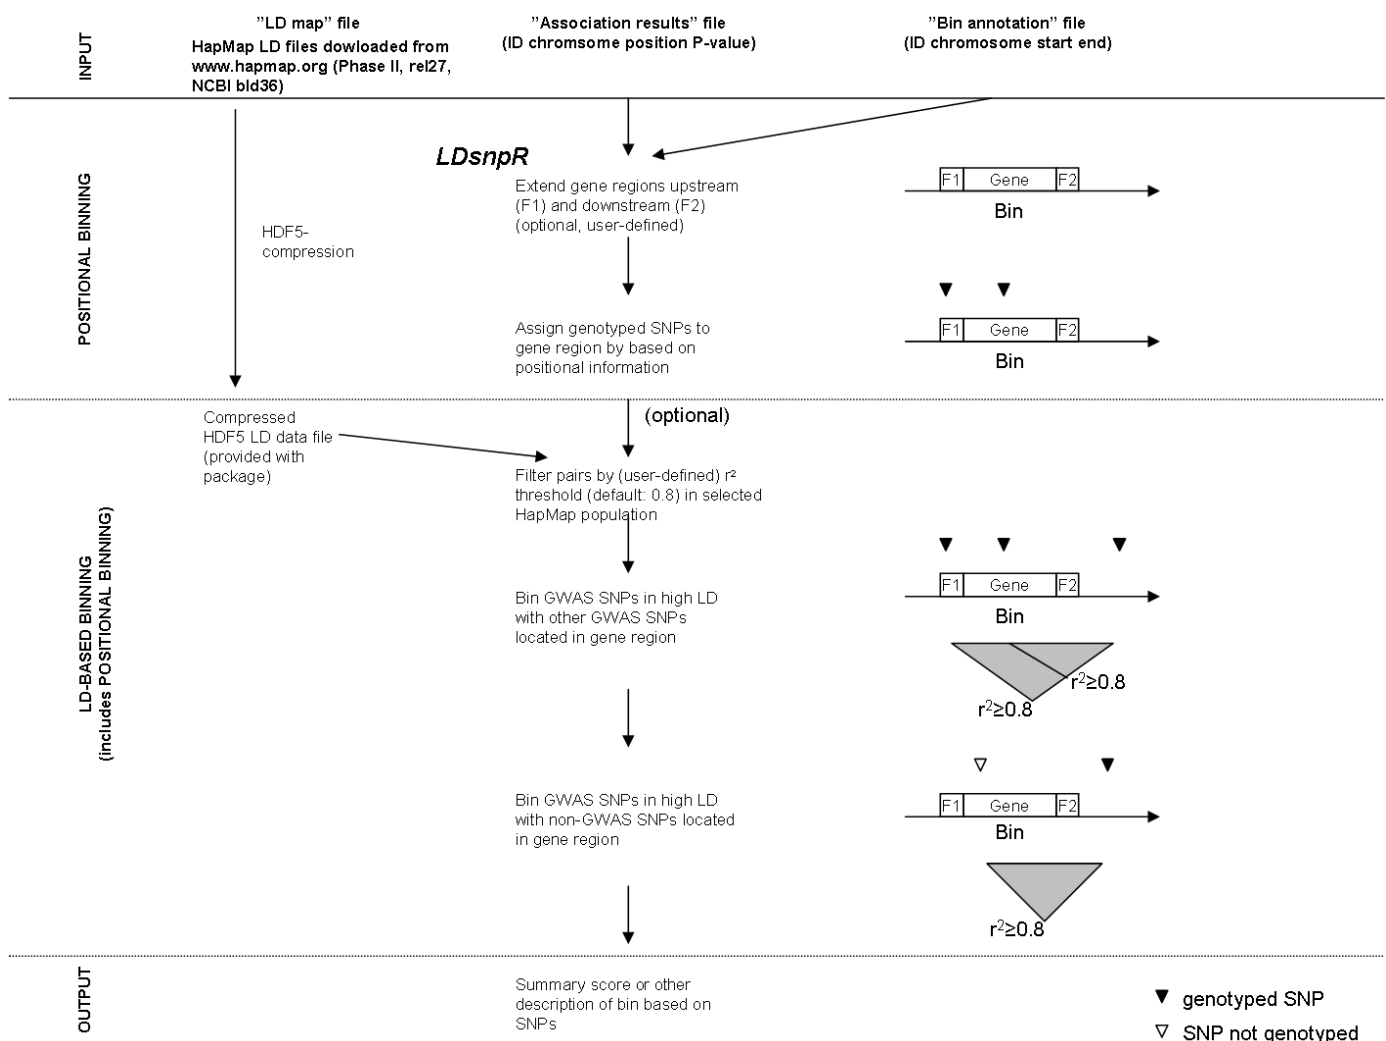 INPUT
"LD map" file
HapMap LD files dowloaded from
www.hapmap.org (Phase II, rel27,
NCBI bld36)
"Association results" file
(ID chromsome position P-value)
"Bin annotation" file
(ID chromosome start end)
POSITIONAL BINNING
HDF5-
compression
LDsnpR
Extend gene regions upstream
(F1) and downstream (F2)
(optional, user-defined)
F1 Gene F2
Bin
Assign genotyped SNPs to
gene region by based on
positional information
F1 Gene F2
Bin
LD-BASED BINNING
(includes POSITIONAL BINNING)
Compressed
HDF5 LD data file
(provided with
package)
(optional)
Filter pairs by (user-defined) r²
threshold (default: 0.8) in selected
HapMap population
Bin GWAS SNPs in high LD
with other GWAS SNPs
located in gene region
F1 Gene F2
Bin
r²≥0.8
r²≥0.8
Bin GWAS SNPs in high LD
with non-GWAS SNPs located
in gene region
F1 Gene F2
Bin
r²≥0.8
OUTPUT
Summary score or other
description of bin based on
SNPs
genotyped SNP
SNP not genotyped